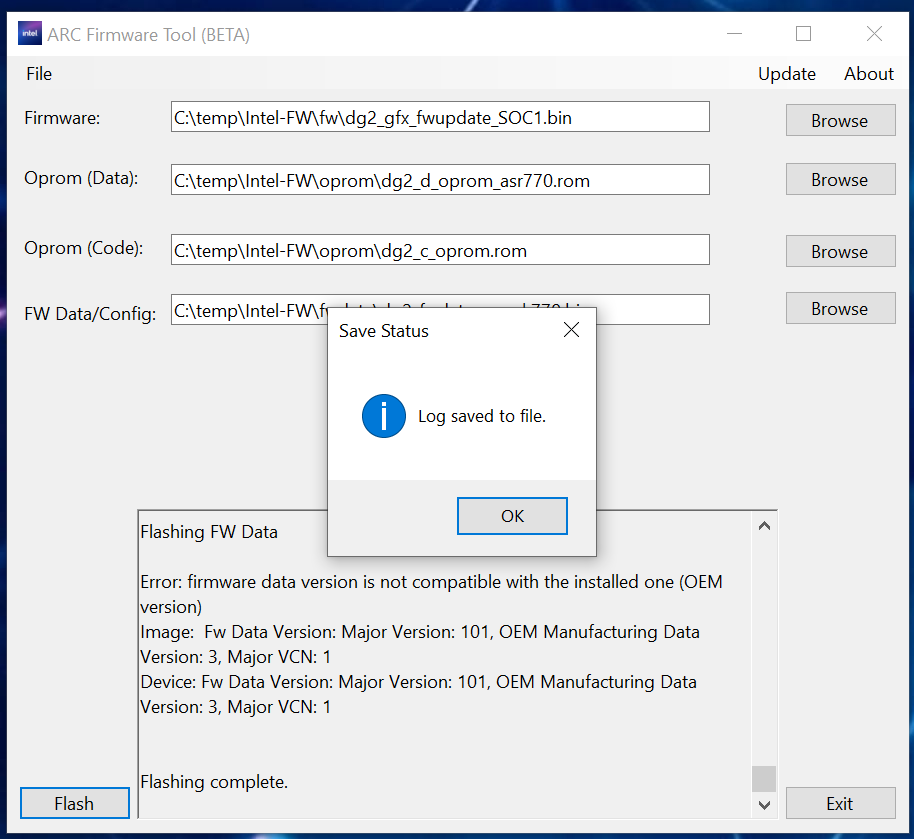 intel ARC Firmware Tool (BETA)
File Update About
Firmware: C:\temp\Intel-FW\fw\dg2_gfx_fwupdate_SOC1.bin Browse
Oprom (Data): C:\temp\Intel-FW\oprom\dg2_d_oprom_asr770.rom Browse
Oprom (Code): C:\temp\Intel-FW\oprom\dg2_c_oprom.rom Browse
FW Data/Config: C:\temp\Intel-FW\ Browse
Save Status
Log saved to file.
OK
Flashing FW Data
Error: firmware data version is not compatible with the installed one (OEM
version)
Image:  Fw Data Version: Major Version: 101, OEM Manufacturing Data
Version: 3, Major VCN: 1
Device: Fw Data Version: Major Version: 101, OEM Manufacturing Data
Version: 3, Major VCN: 1
Flashing complete.
Flash Exit